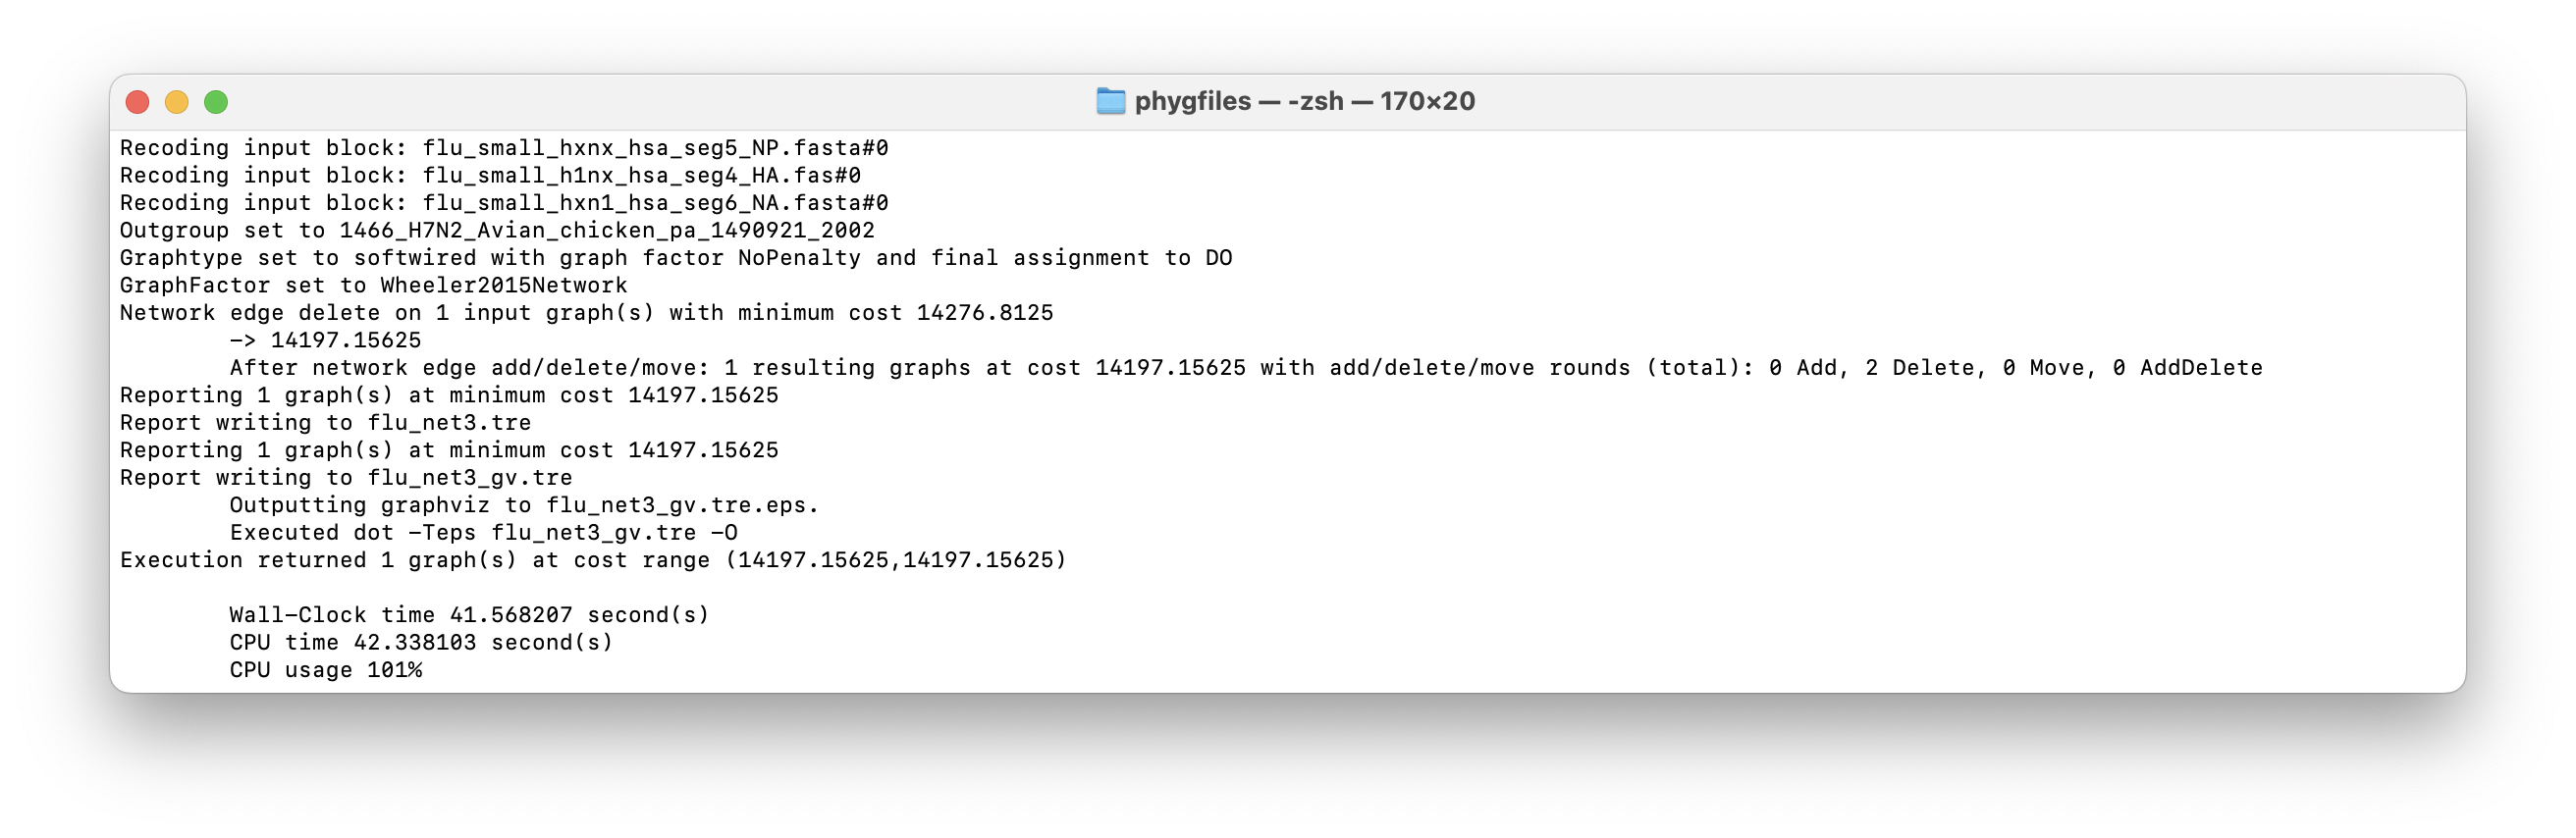 phygfiles — -zsh — 170×20
Recoding input block: flu_small_hxnx_hsa_seg5_NP.fasta#0
Recoding input block: flu_small_h1nx_hsa_seg4_HA.fas#0
Recoding input block: flu_small_hxn1_hsa_seg6_NA.fasta#0
Outgroup set to 1466_H7N2_Avian_chicken_pa_1490921_2002
Graphtype set to softwired with graph factor NoPenalty and final assignment to DO
GraphFactor set to Wheeler2015Network
Network edge delete on 1 input graph(s) with minimum cost 14276.8125
        -> 14197.15625
        After network edge add/delete/move: 1 resulting graphs at cost 14197.15625 with add/delete/move rounds (total): 0 Add, 2 Delete, 0 Move, 0 AddDelete
Reporting 1 graph(s) at minimum cost 14197.15625
Report writing to flu_net3.tre
Reporting 1 graph(s) at minimum cost 14197.15625
Report writing to flu_net3_gv.tre
        Outputting graphviz to flu_net3_gv.tre.eps.
        Executed dot -Teps flu_net3_gv.tre -O
Execution returned 1 graph(s) at cost range (14197.15625,14197.15625)
        Wall-Clock time 41.568207 second(s)
        CPU time 42.338103 second(s)
        CPU usage 101%